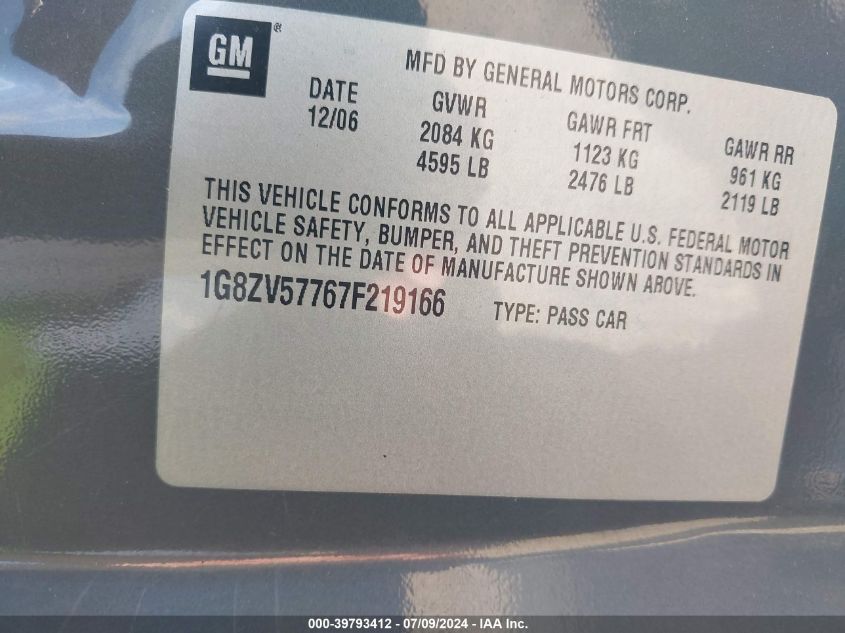 GM®
MFD BY GENERAL MOTORS CORP.
DATE GVWR GAWR FRT GAWR RR
12/06 2084 KG 1123 KG 961 KG
4595 LB 2476 LB 2119 LB
THIS VEHICLE CONFORMS TO ALL APPLICABLE U.S. FEDERAL MOTOR
VEHICLE SAFETY, BUMPER, AND THEFT PREVENTION STANDARDS IN
EFFECT ON THE DATE OF MANUFACTURE SHOWN ABOVE.
1G8ZV57767F219166 TYPE: PASS CAR
000-39793412 - 07/09/2024 - IAA Inc.